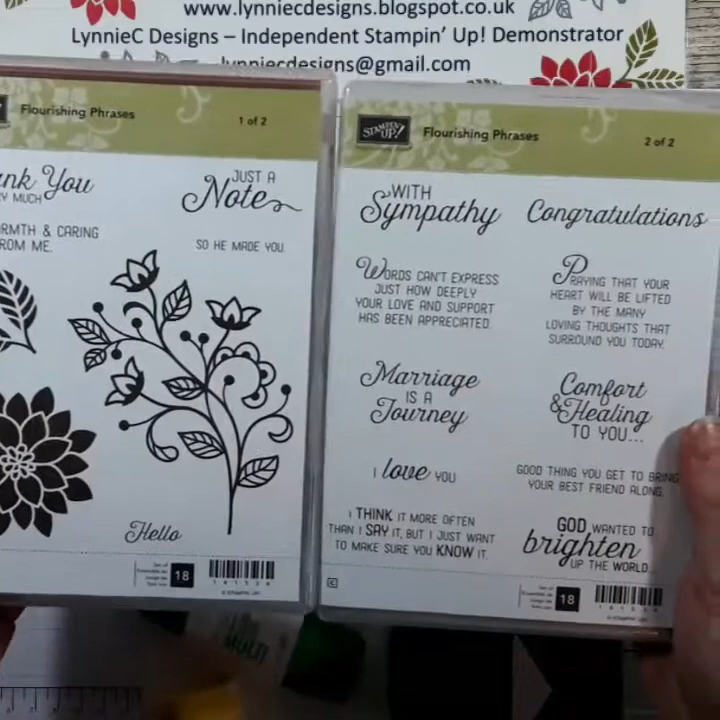 www.lynniecdesigns.blogspot.co.uk
LynnieC Designs – Independent Stampin' Up! Demonstrator
lynniecdesigns@gmail.com
Flourishing Phrases
1 of 2
nk You
Y MUCH
JUST A
Note
RMTH & CARING
ROM ME.
SO HE MADE YOU.
Hello
18
© STAMPIN' UP!
STAMPIN' UP!
Flourishing Phrases
2 of 2
WITH
Sympathy
Congratulations
WORDS CAN'T EXPRESS
JUST HOW DEEPLY
YOUR LOVE AND SUPPORT
HAS BEEN APPRECIATED.
PRAYING THAT YOUR
HEART WILL BE LIFTED
BY THE MANY
LOVING THOUGHTS THAT
SURROUND YOU TODAY.
Marriage
IS A
Journey
Comfort
& Healing
TO YOU...
I love YOU
GOOD THING YOU GET TO BRING
YOUR BEST FRIEND ALONG.
I THINK IT MORE OFTEN
THAN I SAY IT, BUT I JUST WANT
TO MAKE SURE YOU KNOW IT.
GOD WANTED TO
brighten
UP THE WORLD...
18
MULTI